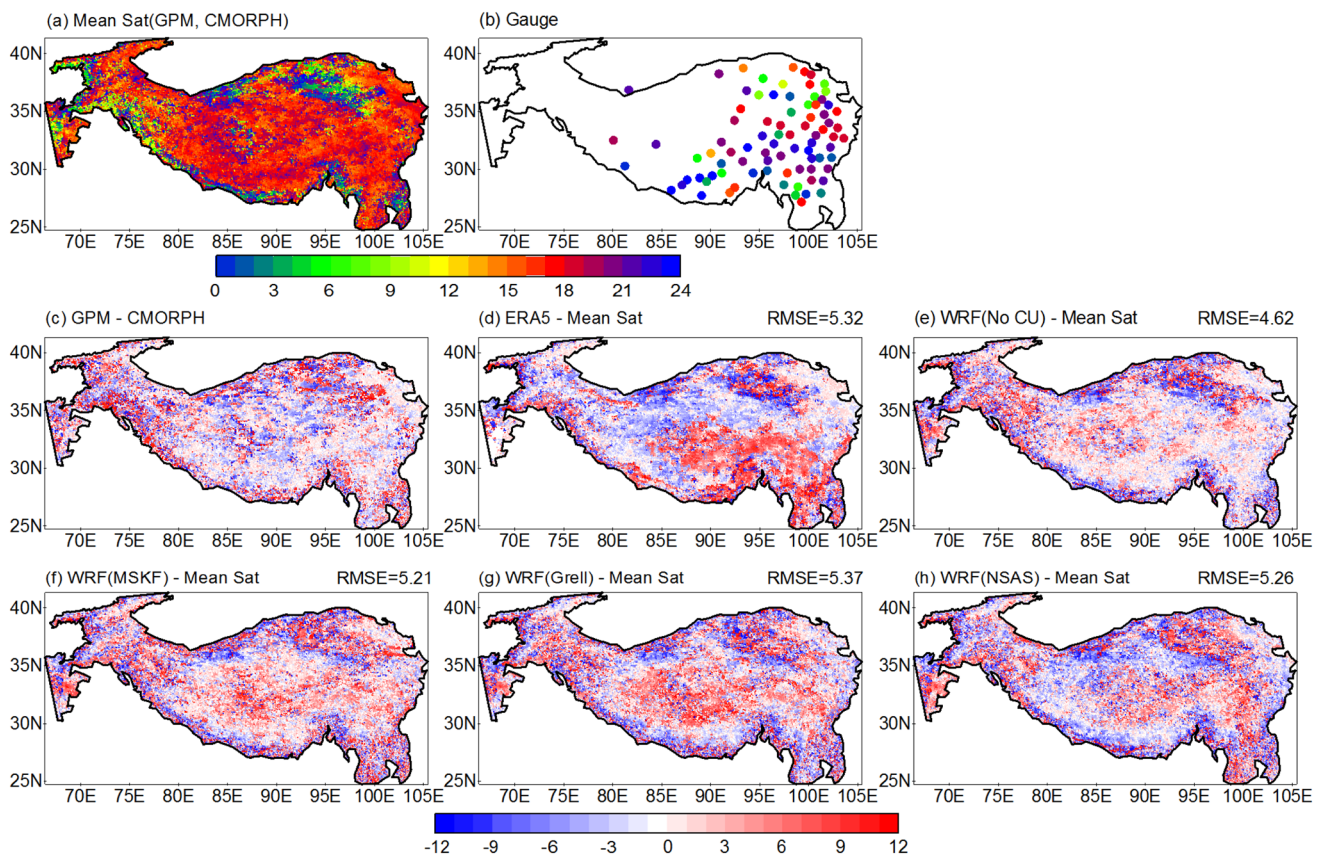 (a) Mean Sat(GPM, CMORPH)
(b) Gauge
40N
35N
30N
25N
70E 75E 80E 85E 90E 95E 100E 105E
40N
35N
30N
25N
70E 75E 80E 85E 90E 95E 100E 105E
0 3 6 9 12 15 18 21 24
(c) GPM - CMORPH
(d) ERA5 - Mean Sat RMSE=5.32
(e) WRF(No CU) - Mean Sat RMSE=4.62
40N
35N
30N
25N
70E 75E 80E 85E 90E 95E 100E 105E
40N
35N
30N
25N
70E 75E 80E 85E 90E 95E 100E 105E
40N
35N
30N
25N
70E 75E 80E 85E 90E 95E 100E 105E
(f) WRF(MSKF) - Mean Sat RMSE=5.21
(g) WRF(Grell) - Mean Sat RMSE=5.37
(h) WRF(NSAS) - Mean Sat RMSE=5.26
40N
35N
30N
25N
70E 75E 80E 85E 90E 95E 100E 105E
40N
35N
30N
25N
70E 75E 80E 85E 90E 95E 100E 105E
40N
35N
30N
25N
70E 75E 80E 85E 90E 95E 100E 105E
-12 -9 -6 -3 0 3 6 9 12